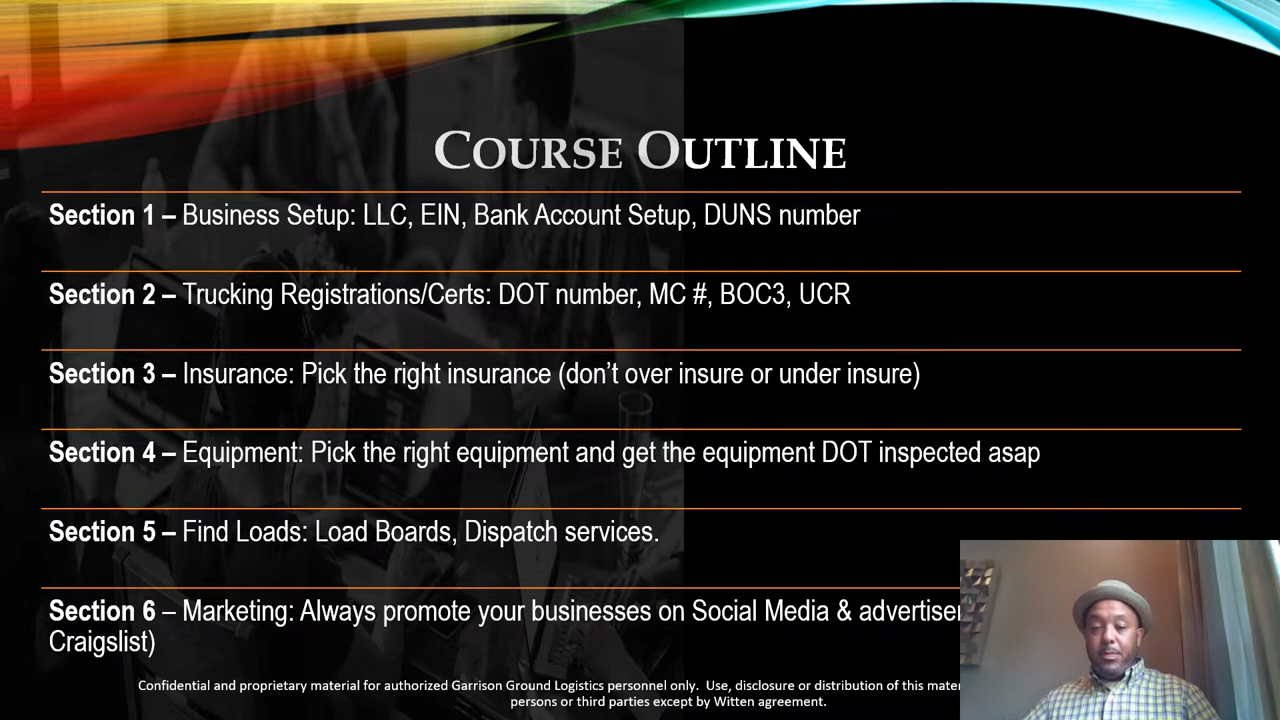 Course Outline
Section 1 – Business Setup: LLC, EIN, Bank Account Setup, DUNS number
Section 2 – Trucking Registrations/Certs: DOT number, MC #, BOC3, UCR
Section 3 – Insurance: Pick the right insurance (don’t over insure or under insure)
Section 4 – Equipment: Pick the right equipment and get the equipment DOT inspected asap
Section 5 – Find Loads: Load Boards, Dispatch services.
Section 6 – Marketing: Always promote your businesses on Social Media &
Craigslist)
Confidential and proprietary material for authorized Garrison Ground Logistics personnel only. Use, disclosure or distribution of this
persons or third parties except by Witten agreement.